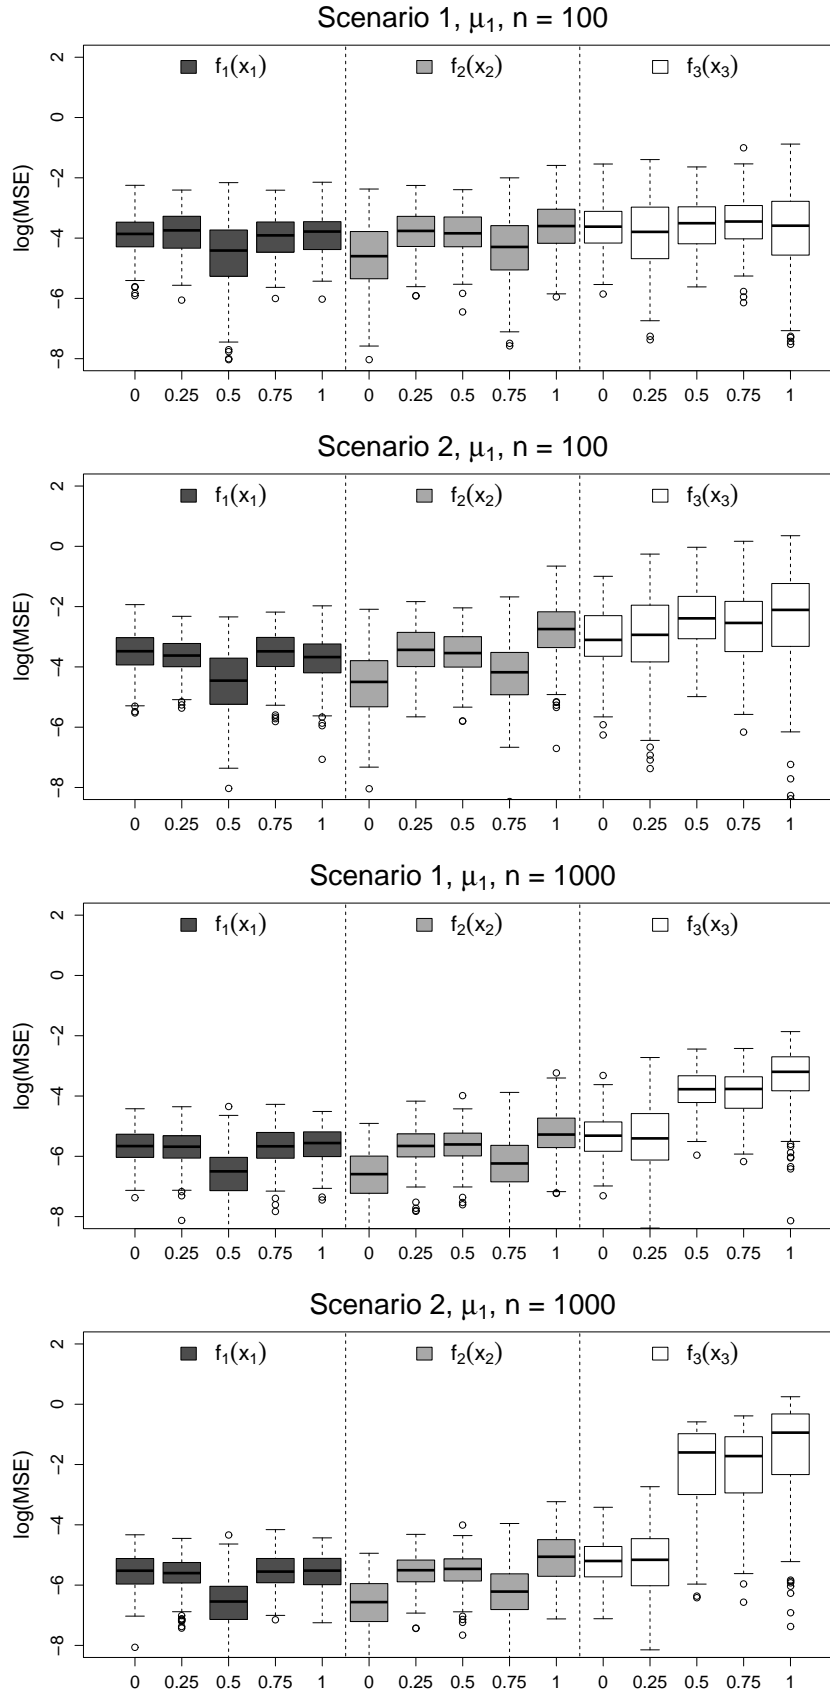 Scenario 1, μ₁, n = 100
f₁(x₁) f₂(x₂) f₃(x₃)
log(MSE)
2
0
−2
−4
−6
−8
0 0.25 0.5 0.75 1 0 0.25 0.5 0.75 1 0 0.25 0.5 0.75 1
Scenario 2, μ₁, n = 100
f₁(x₁) f₂(x₂) f₃(x₃)
log(MSE)
2
0
−2
−4
−6
−8
0 0.25 0.5 0.75 1 0 0.25 0.5 0.75 1 0 0.25 0.5 0.75 1
Scenario 1, μ₁, n = 1000
f₁(x₁) f₂(x₂) f₃(x₃)
log(MSE)
2
0
−2
−4
−6
−8
0 0.25 0.5 0.75 1 0 0.25 0.5 0.75 1 0 0.25 0.5 0.75 1
Scenario 2, μ₁, n = 1000
f₁(x₁) f₂(x₂) f₃(x₃)
log(MSE)
2
0
−2
−4
−6
−8
0 0.25 0.5 0.75 1 0 0.25 0.5 0.75 1 0 0.25 0.5 0.75 1